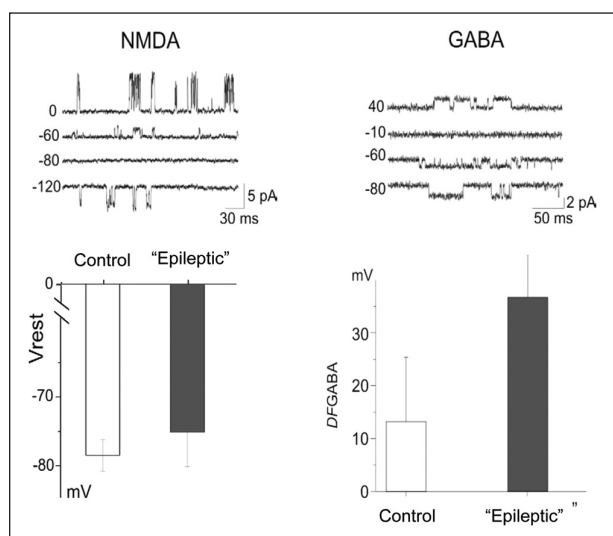 NMDA
0
-60
-80
-120
5 pA
30 ms
GABA
40
-10
-60
-80
2 pA
50 ms
Control "Epileptic"
0
-70
-80
Vrest
mV
mV
30
20
10
0
DFGABA
Control "Epileptic" "